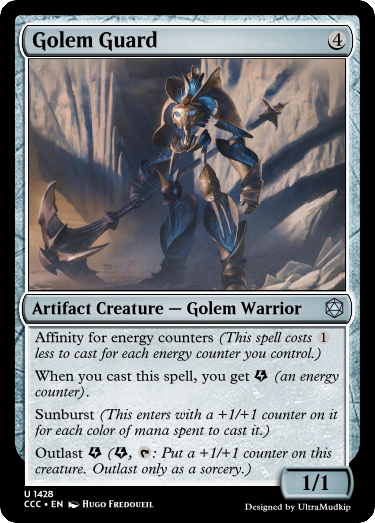 Golem Guard 4
Artifact Creature — Golem Warrior
Affinity for energy counters (This spell costs 1
less to cast for each energy counter you control.)
When you cast this spell, you get (an energy
counter).
Sunburst (This enters with a +1/+1 counter on it
for each color of mana spent to cast it.)
Outlast (, : Put a +1/+1 counter on this
creature. Outlast only as a sorcery.)
1/1
U 1428
CCC • EN Hugo Fredoueil
Designed by UltraMudkip